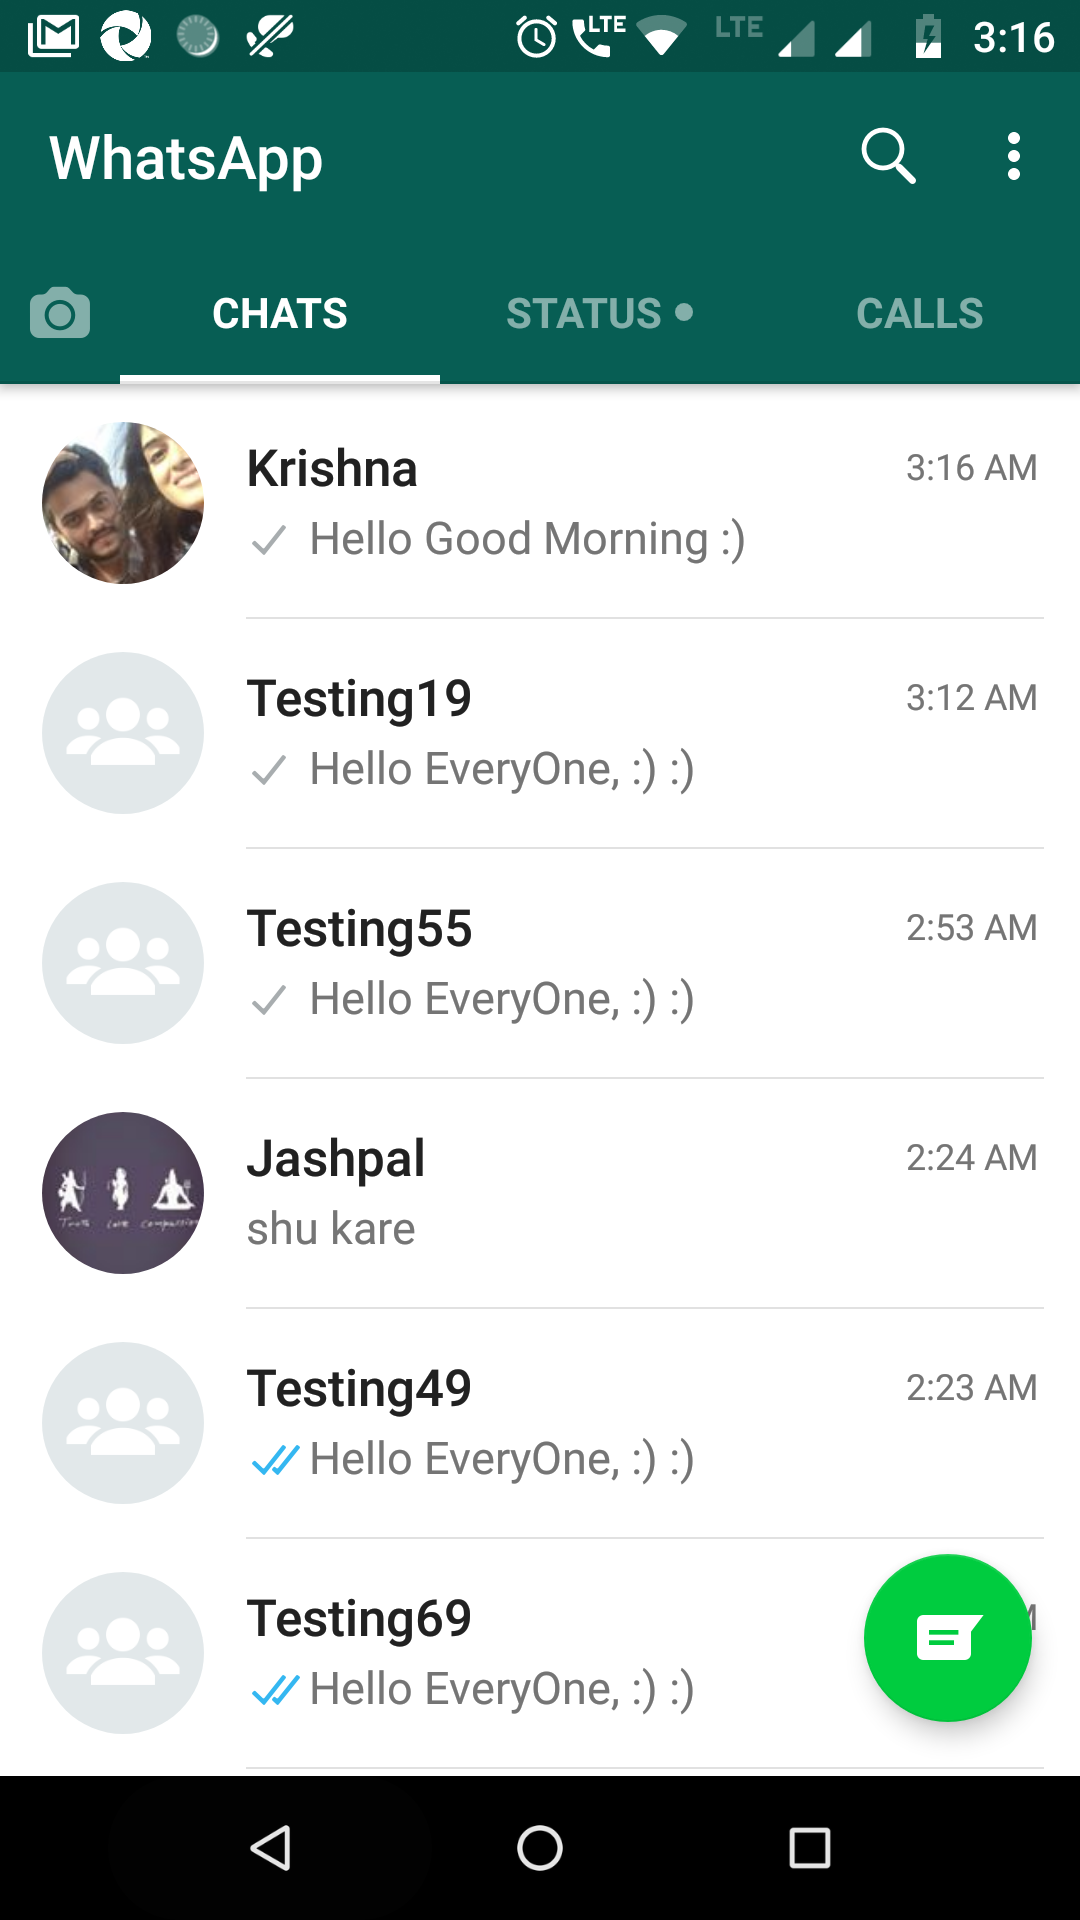 LTE LTE 3:16
WhatsApp
CHATS STATUS CALLS
Krishna 3:16 AM
Hello Good Morning :)
Testing19 3:12 AM
Hello EveryOne, :) :)
Testing55 2:53 AM
Hello EveryOne, :) :)
Jashpal 2:24 AM
shu kare
Testing49 2:23 AM
Hello EveryOne, :) :)
Testing69
Hello EveryOne, :) :)